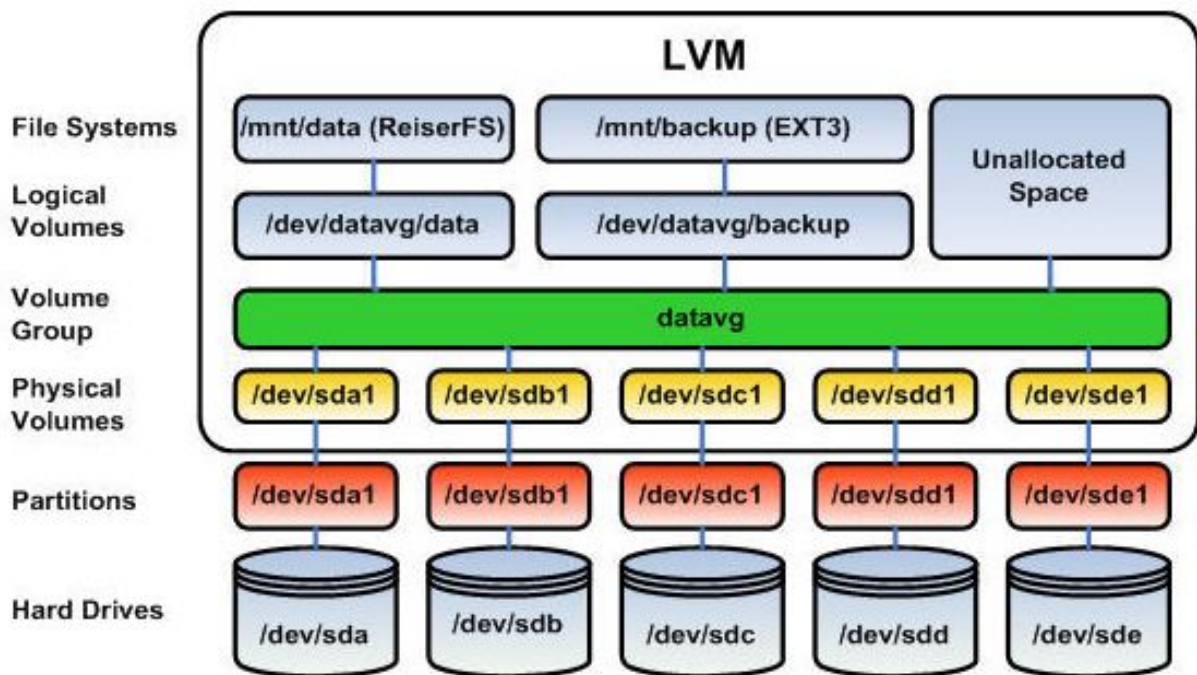 LVM
File Systems
/mnt/data (ReiserFS)
/mnt/backup (EXT3)
Unallocated
Space
Logical
Volumes
/dev/datavg/data
/dev/datavg/backup
Volume
Group
datavg
Physical
Volumes
/dev/sda1
/dev/sdb1
/dev/sdc1
/dev/sdd1
/dev/sde1
Partitions
/dev/sda1
/dev/sdb1
/dev/sdc1
/dev/sdd1
/dev/sde1
Hard Drives
/dev/sda
/dev/sdb
/dev/sdc
/dev/sdd
/dev/sde